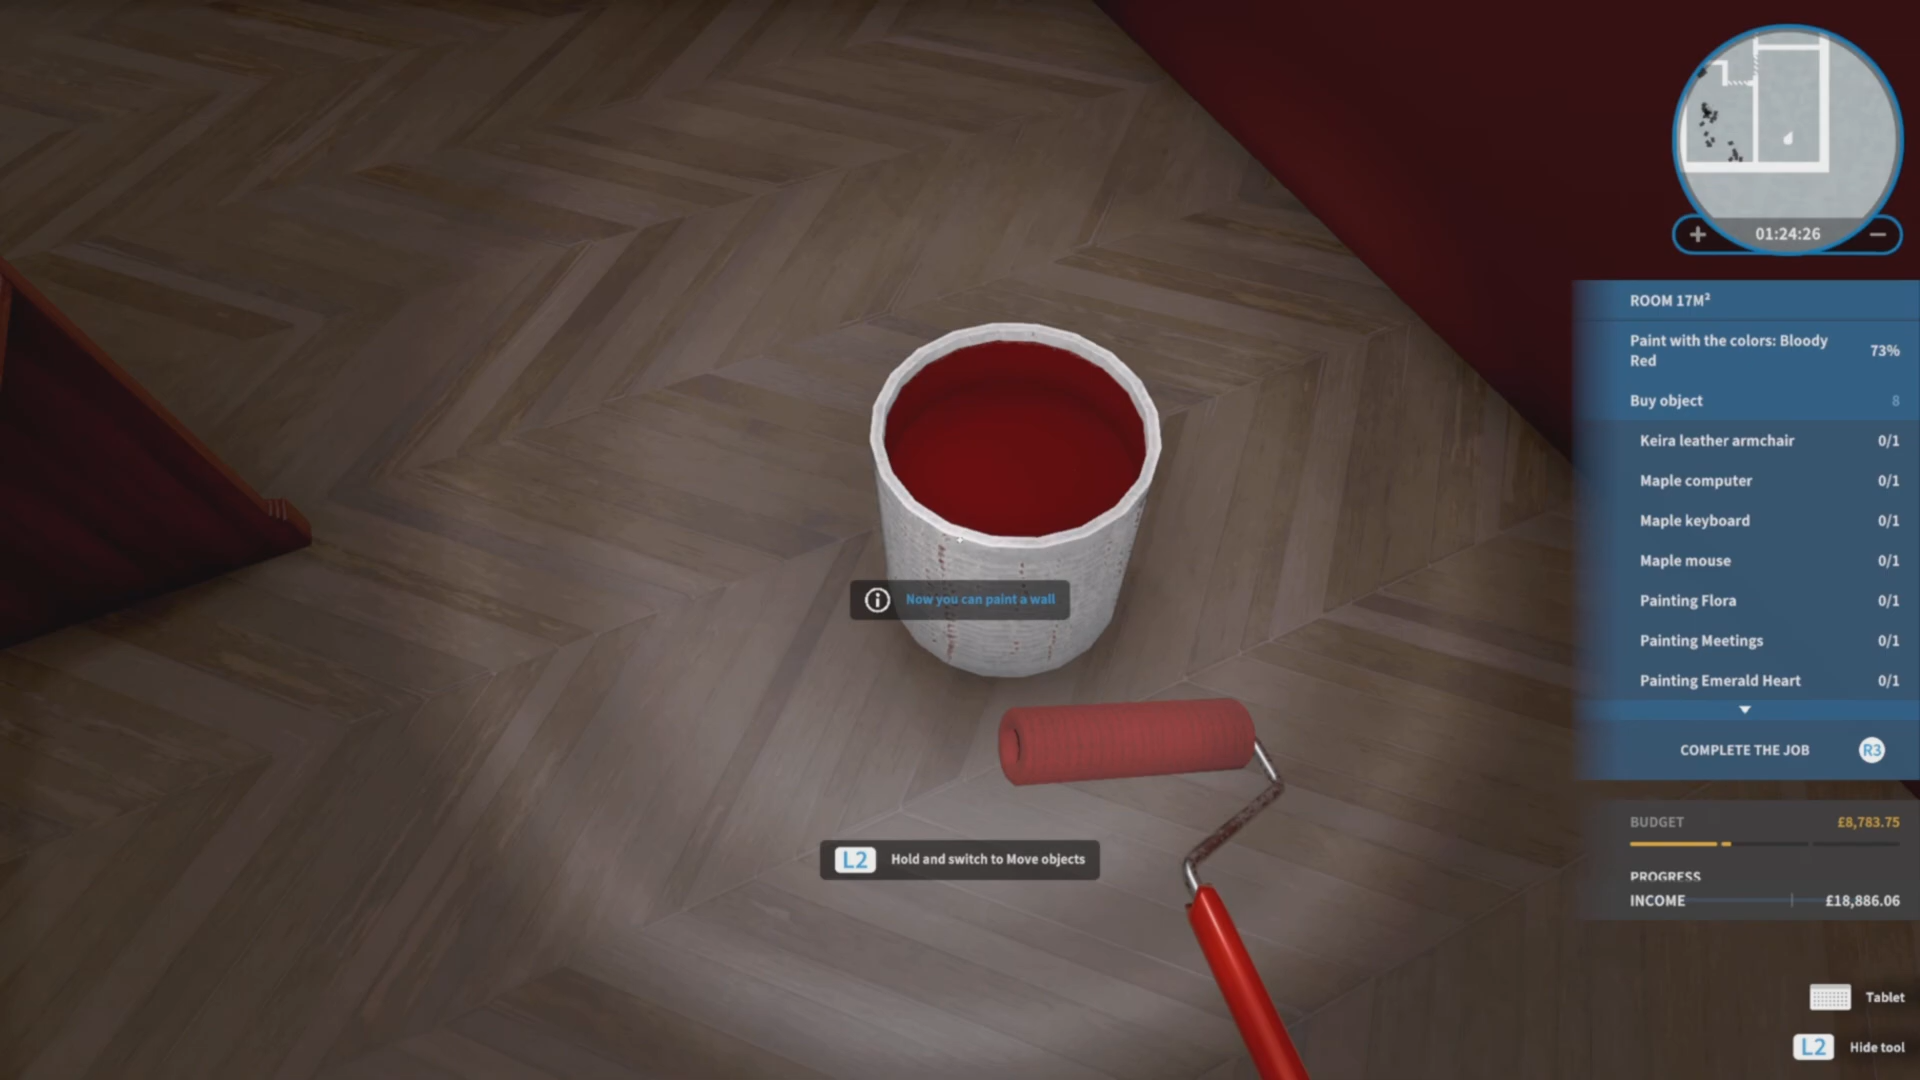 + 01:24:26 −
ROOM 17M²
Paint with the colors: Bloody
Red 73%
Buy object 8
Keira leather armchair 0/1
Maple computer 0/1
Maple keyboard 0/1
Maple mouse 0/1
Painting Flora 0/1
Painting Meetings 0/1
Painting Emerald Heart 0/1
COMPLETE THE JOB R3
BUDGET £8,783.75
PROGRESS
INCOME £18,886.06
Now you can paint a wall
L2 Hold and switch to Move objects
Tablet
L2 Hide tool